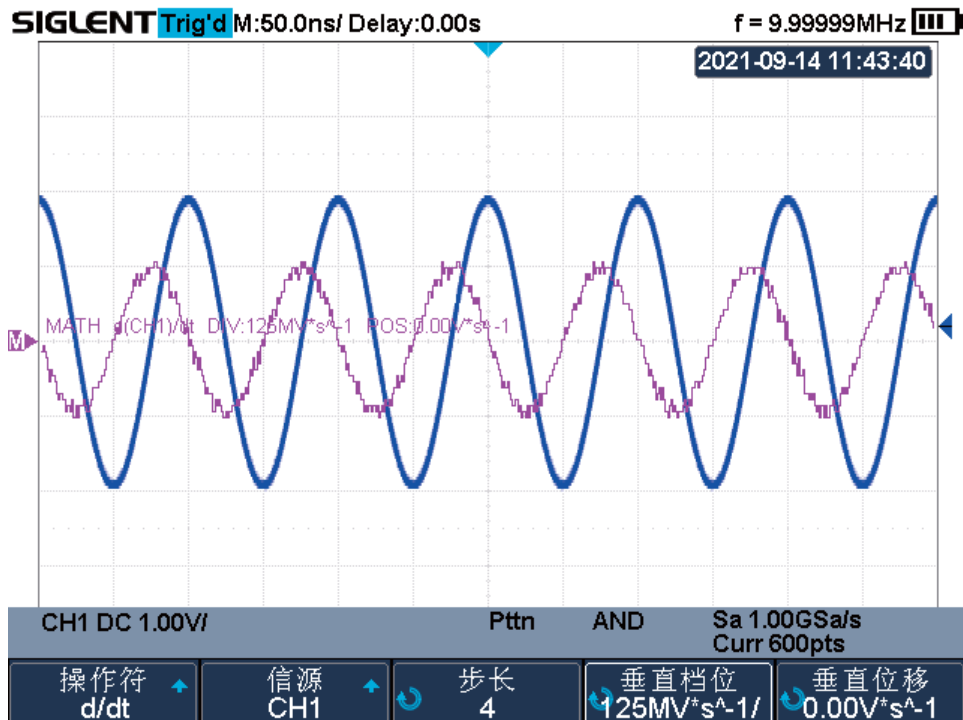 SIGLENT Trig'd M:50.0ns/ Delay:0.00s f = 9.99999MHz
2021-09-14 11:43:40
MATH d(CH1)/dt DIV:125MV*s^-1 POS:0.00V*s^-1
M
CH1 DC 1.00V/ Pttn AND Sa 1.00GSa/s
Curr 600pts
操作符 信源 步长 垂直档位 垂直位移
d/dt CH1 4 125MV*s^-1/ 0.00V*s^-1